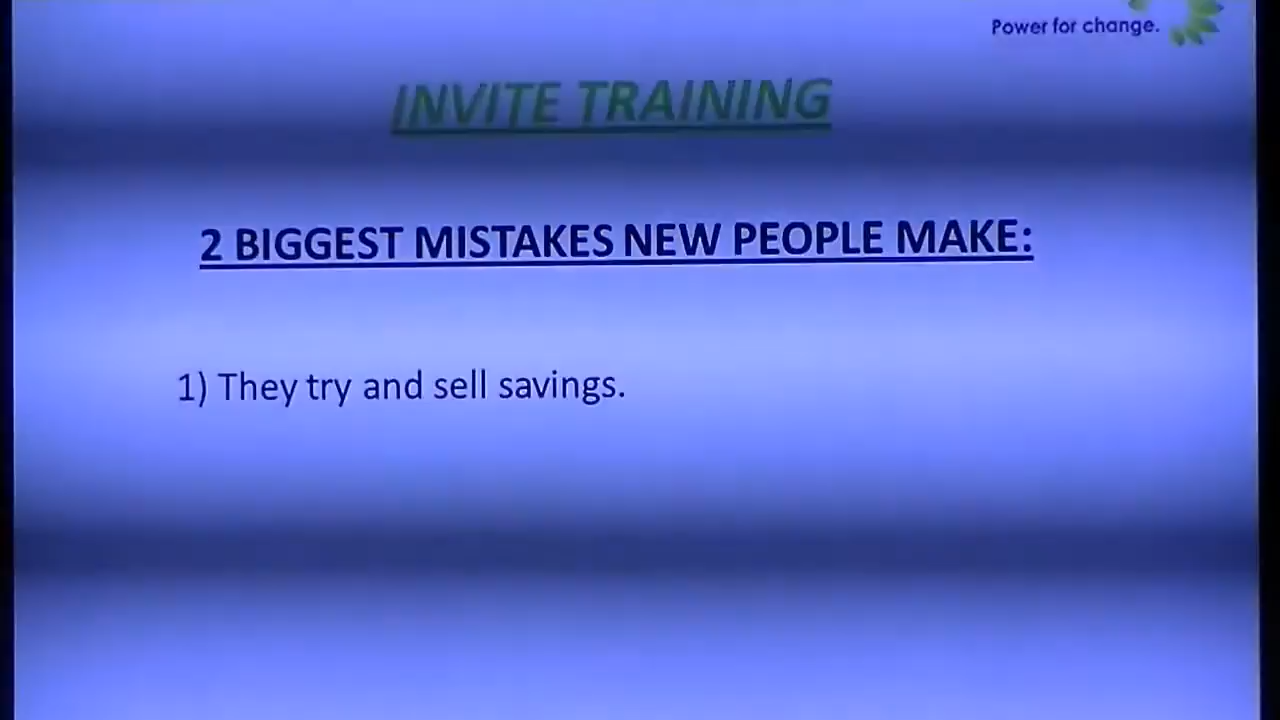 Power for change.
INVITE TRAINING
2 BIGGEST MISTAKES NEW PEOPLE MAKE:
1) They try and sell savings.